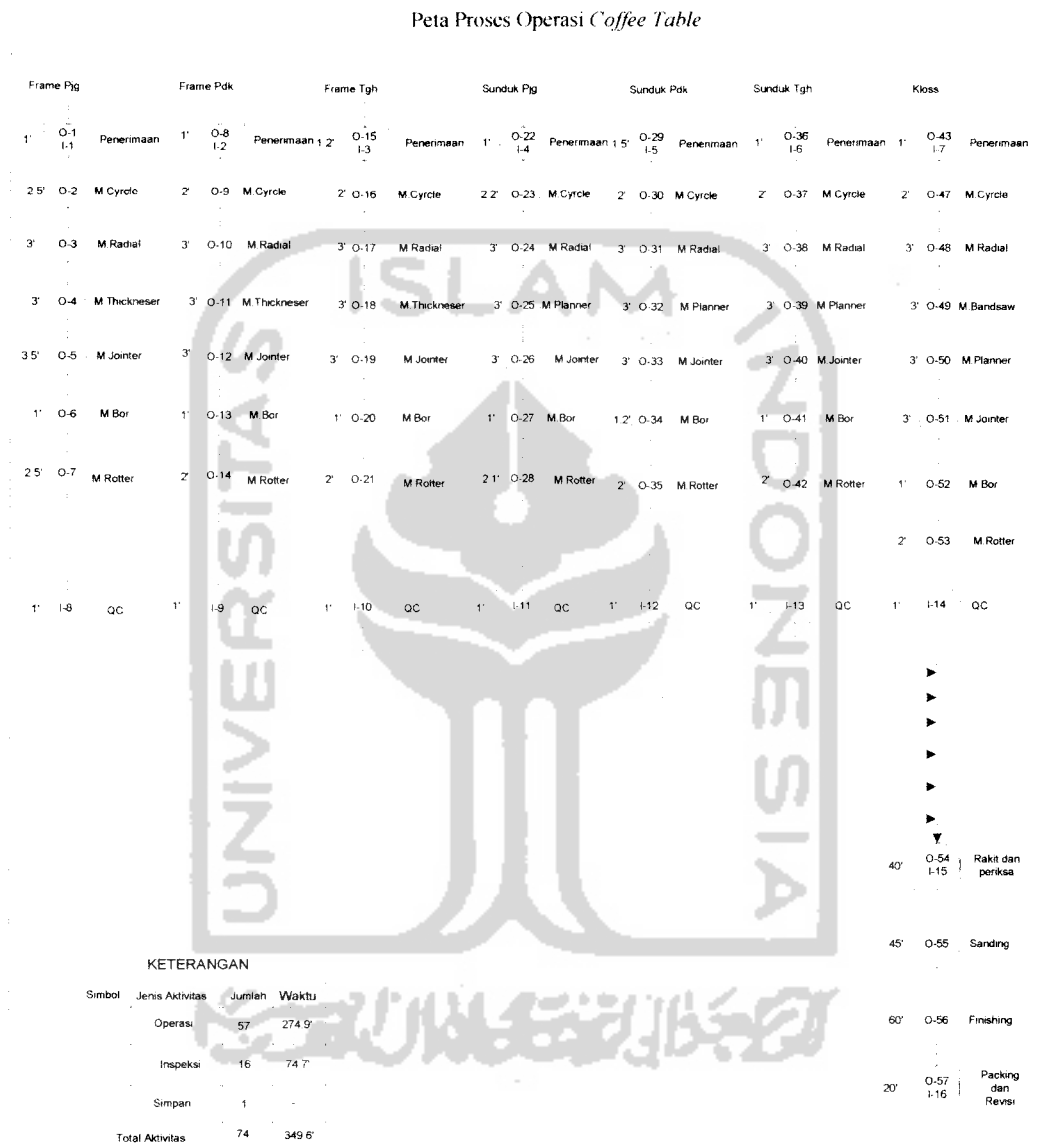 Peta Proses Operasi Coffee Table
Frame Pjg Frame Pdk Frame Tgh Sunduk Pjg Sunduk Pdk Sunduk Tgh Kloss
1' O-1 I-1 Penerimaan 1' O-8 I-2 Penerimaan 1 2' O-15 I-3 Penerimaan 1' O-22 I-4 Penerimaan 1 5' O-29 I-5 Penerimaan 1' O-36 I-6 Penerimaan 1' O-43 I-7 Penerimaan
2 5' O-2 M.Cyrcle 2' O-9 M.Cyrcle 2' O-16 M.Cyrcle 2 2' O-23 M.Cyrcle 2' O-30 M Cyrcle 2' O-37 M Cyrcle 2' O-47 M.Cyrcle
3' O-3 M.Radial 3' O-10 M.Radial 3' O-17 M Radial 3' O-24 M Radial 3' O-31 M.Radial 3' O-38 M Radial 3' O-48 M Radial
3' O-4 M Thickneser 3' O-11 M.Thickneser 3' O-18 M.Thickneser 3' O-25 M Planner 3' O-32 M Planner 3' O-39 M Planner 3' O-49 M.Bandsaw
3 5' O-5 M Jointer 3' O-12 M Jointer 3' O-19 M Jointer 3' O-26 M Jointer 3' O-33 M Jointer 3' O-40 M.Jointer 3' O-50 M.Planner
1' O-6 M Bor 1' O-13 M.Bor 1' O-20 M Bor 1' O-27 M.Bor 1.2' O-34 M Bor 1' O-41 M Bor 3' O-51 M Jointer
2 5' O-7 M Rotter 2' O-14 M Rotter 2' O-21 M Rotter 2 1' O-28 M Rotter 2' O-35 M.Rotter 2' O-42 M Rotter 1' O-52 M Bor
2' O-53 M.Rotter
1' I-8 QC 1' I-9 QC 1' I-10 QC 1' I-11 QC 1' I-12 QC 1' I-13 QC 1' I-14 QC
40' O-54 I-15 Rakit dan periksa
45' O-55 Sanding
60' O-56 Finishing
20' O-57 I-16 Packing dan Revisi
KETERANGAN
Simbol Jenis Aktivitas Jumlah Waktu
Operasi 57 274 9'
Inspeksi 16 74 7'
Simpan 1 -
Total Aktivitas 74 349 6'
UNIVERSITAS ISLAM INDONESIA